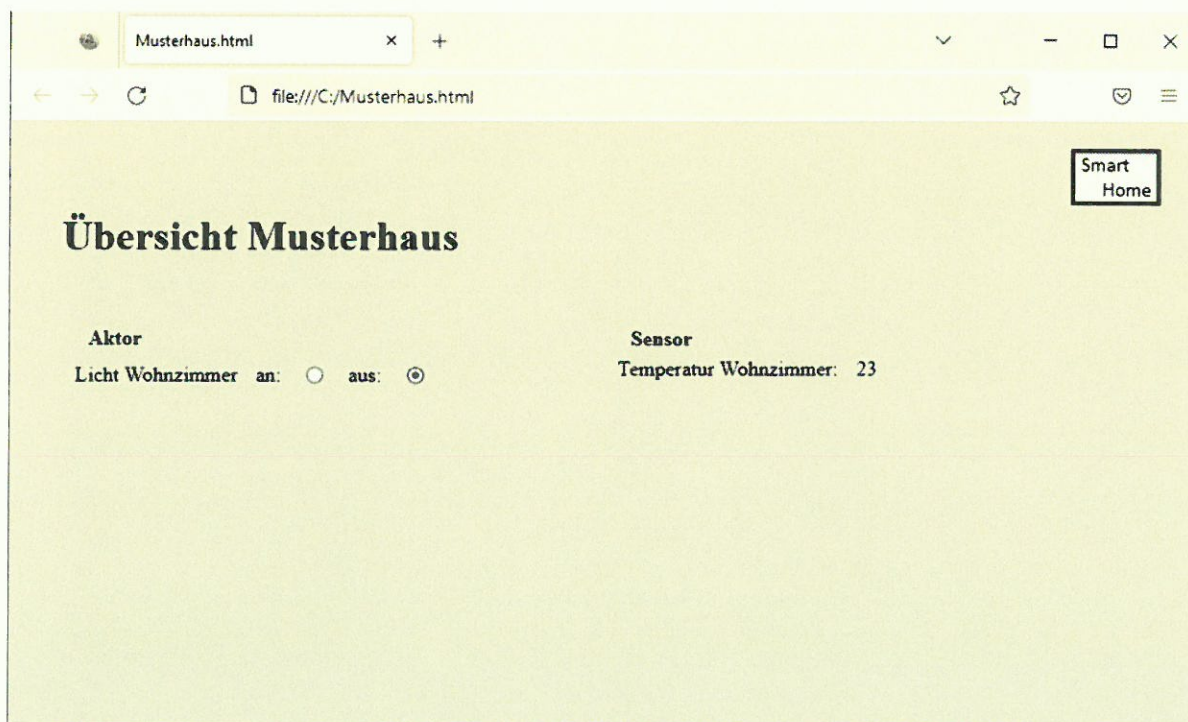 Musterhaus.html
file:///C:/Musterhaus.html
Smart
Home
Übersicht Musterhaus
Aktor
Sensor
Licht Wohnzimmer an: aus:
Temperatur Wohnzimmer: 23